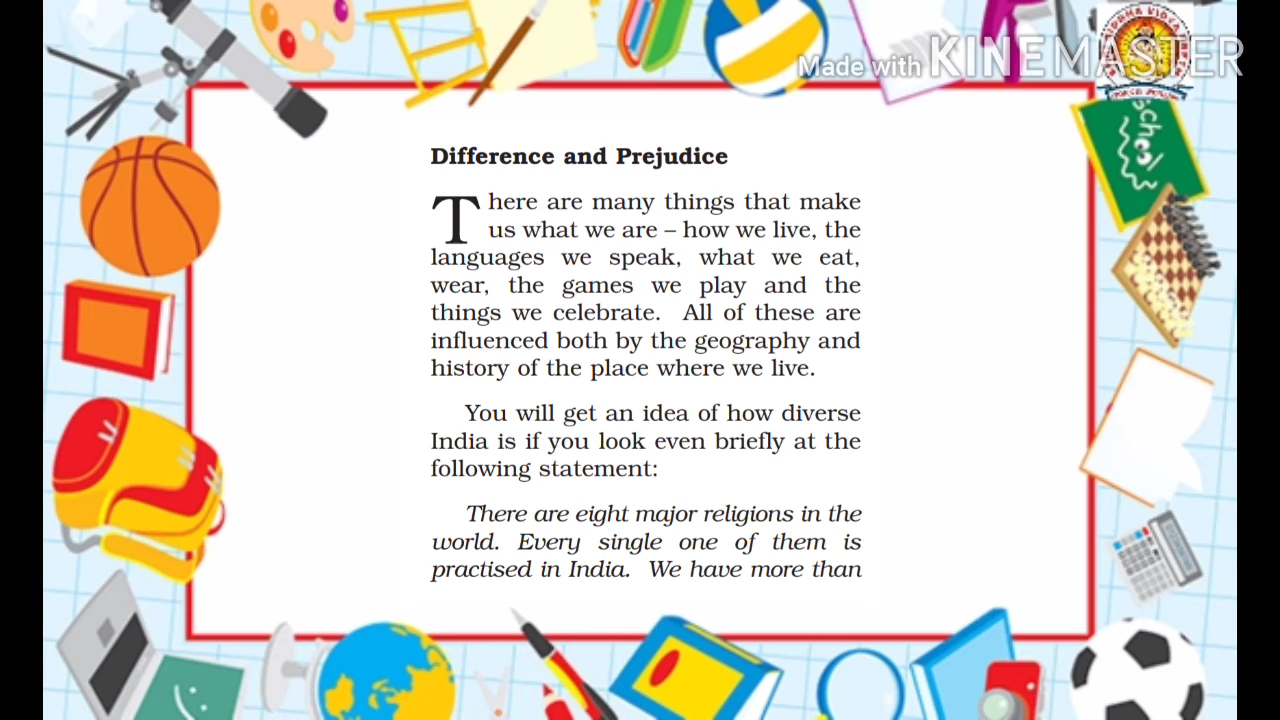 Made with KINEMASTER
school
Difference and Prejudice
There are many things that make
us what we are – how we live, the
languages we speak, what we eat,
wear, the games we play and the
things we celebrate. All of these are
influenced both by the geography and
history of the place where we live.
You will get an idea of how diverse
India is if you look even briefly at the
following statement:
There are eight major religions in the
world. Every single one of them is
practised in India. We have more than